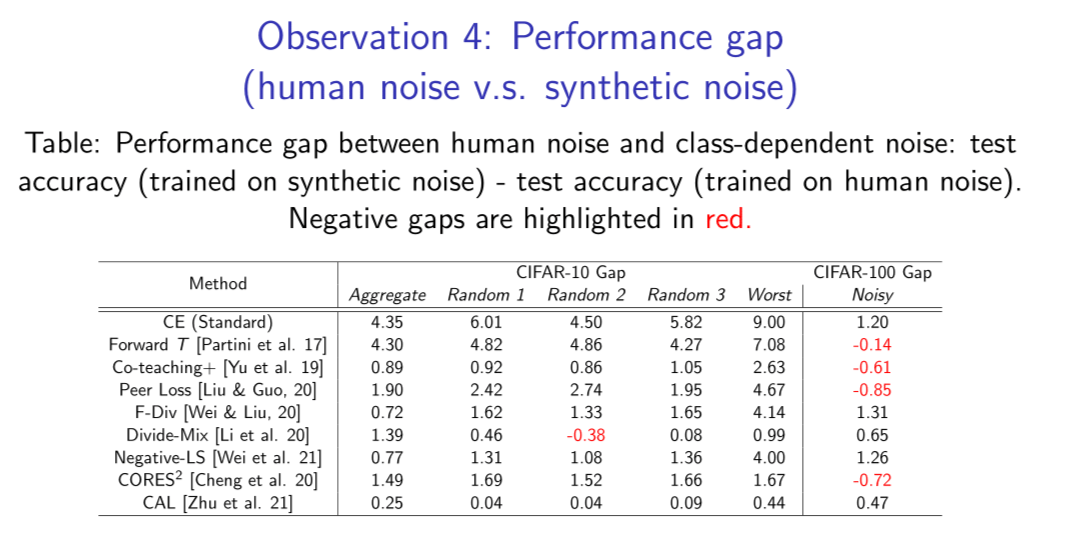 Observation 4: Performance gap
(human noise v.s. synthetic noise)
Table: Performance gap between human noise and class-dependent noise: test
accuracy (trained on synthetic noise) - test accuracy (trained on human noise).
Negative gaps are highlighted in red.
Method CIFAR-10 Gap CIFAR-100 Gap
Aggregate Random 1 Random 2 Random 3 Worst Noisy
CE (Standard) 4.35 6.01 4.50 5.82 9.00 1.20
Forward T [Partini et al. 17] 4.30 4.82 4.86 4.27 7.08 -0.14
Co-teaching+ [Yu et al. 19] 0.89 0.92 0.86 1.05 2.63 -0.61
Peer Loss [Liu & Guo, 20] 1.90 2.42 2.74 1.95 4.67 -0.85
F-Div [Wei & Liu, 20] 0.72 1.62 1.33 1.65 4.14 1.31
Divide-Mix [Li et al. 20] 1.39 0.46 -0.38 0.08 0.99 0.65
Negative-LS [Wei et al. 21] 0.77 1.31 1.08 1.36 4.00 1.26
CORES² [Cheng et al. 20] 1.49 1.69 1.52 1.66 1.67 -0.72
CAL [Zhu et al. 21] 0.25 0.04 0.04 0.09 0.44 0.47